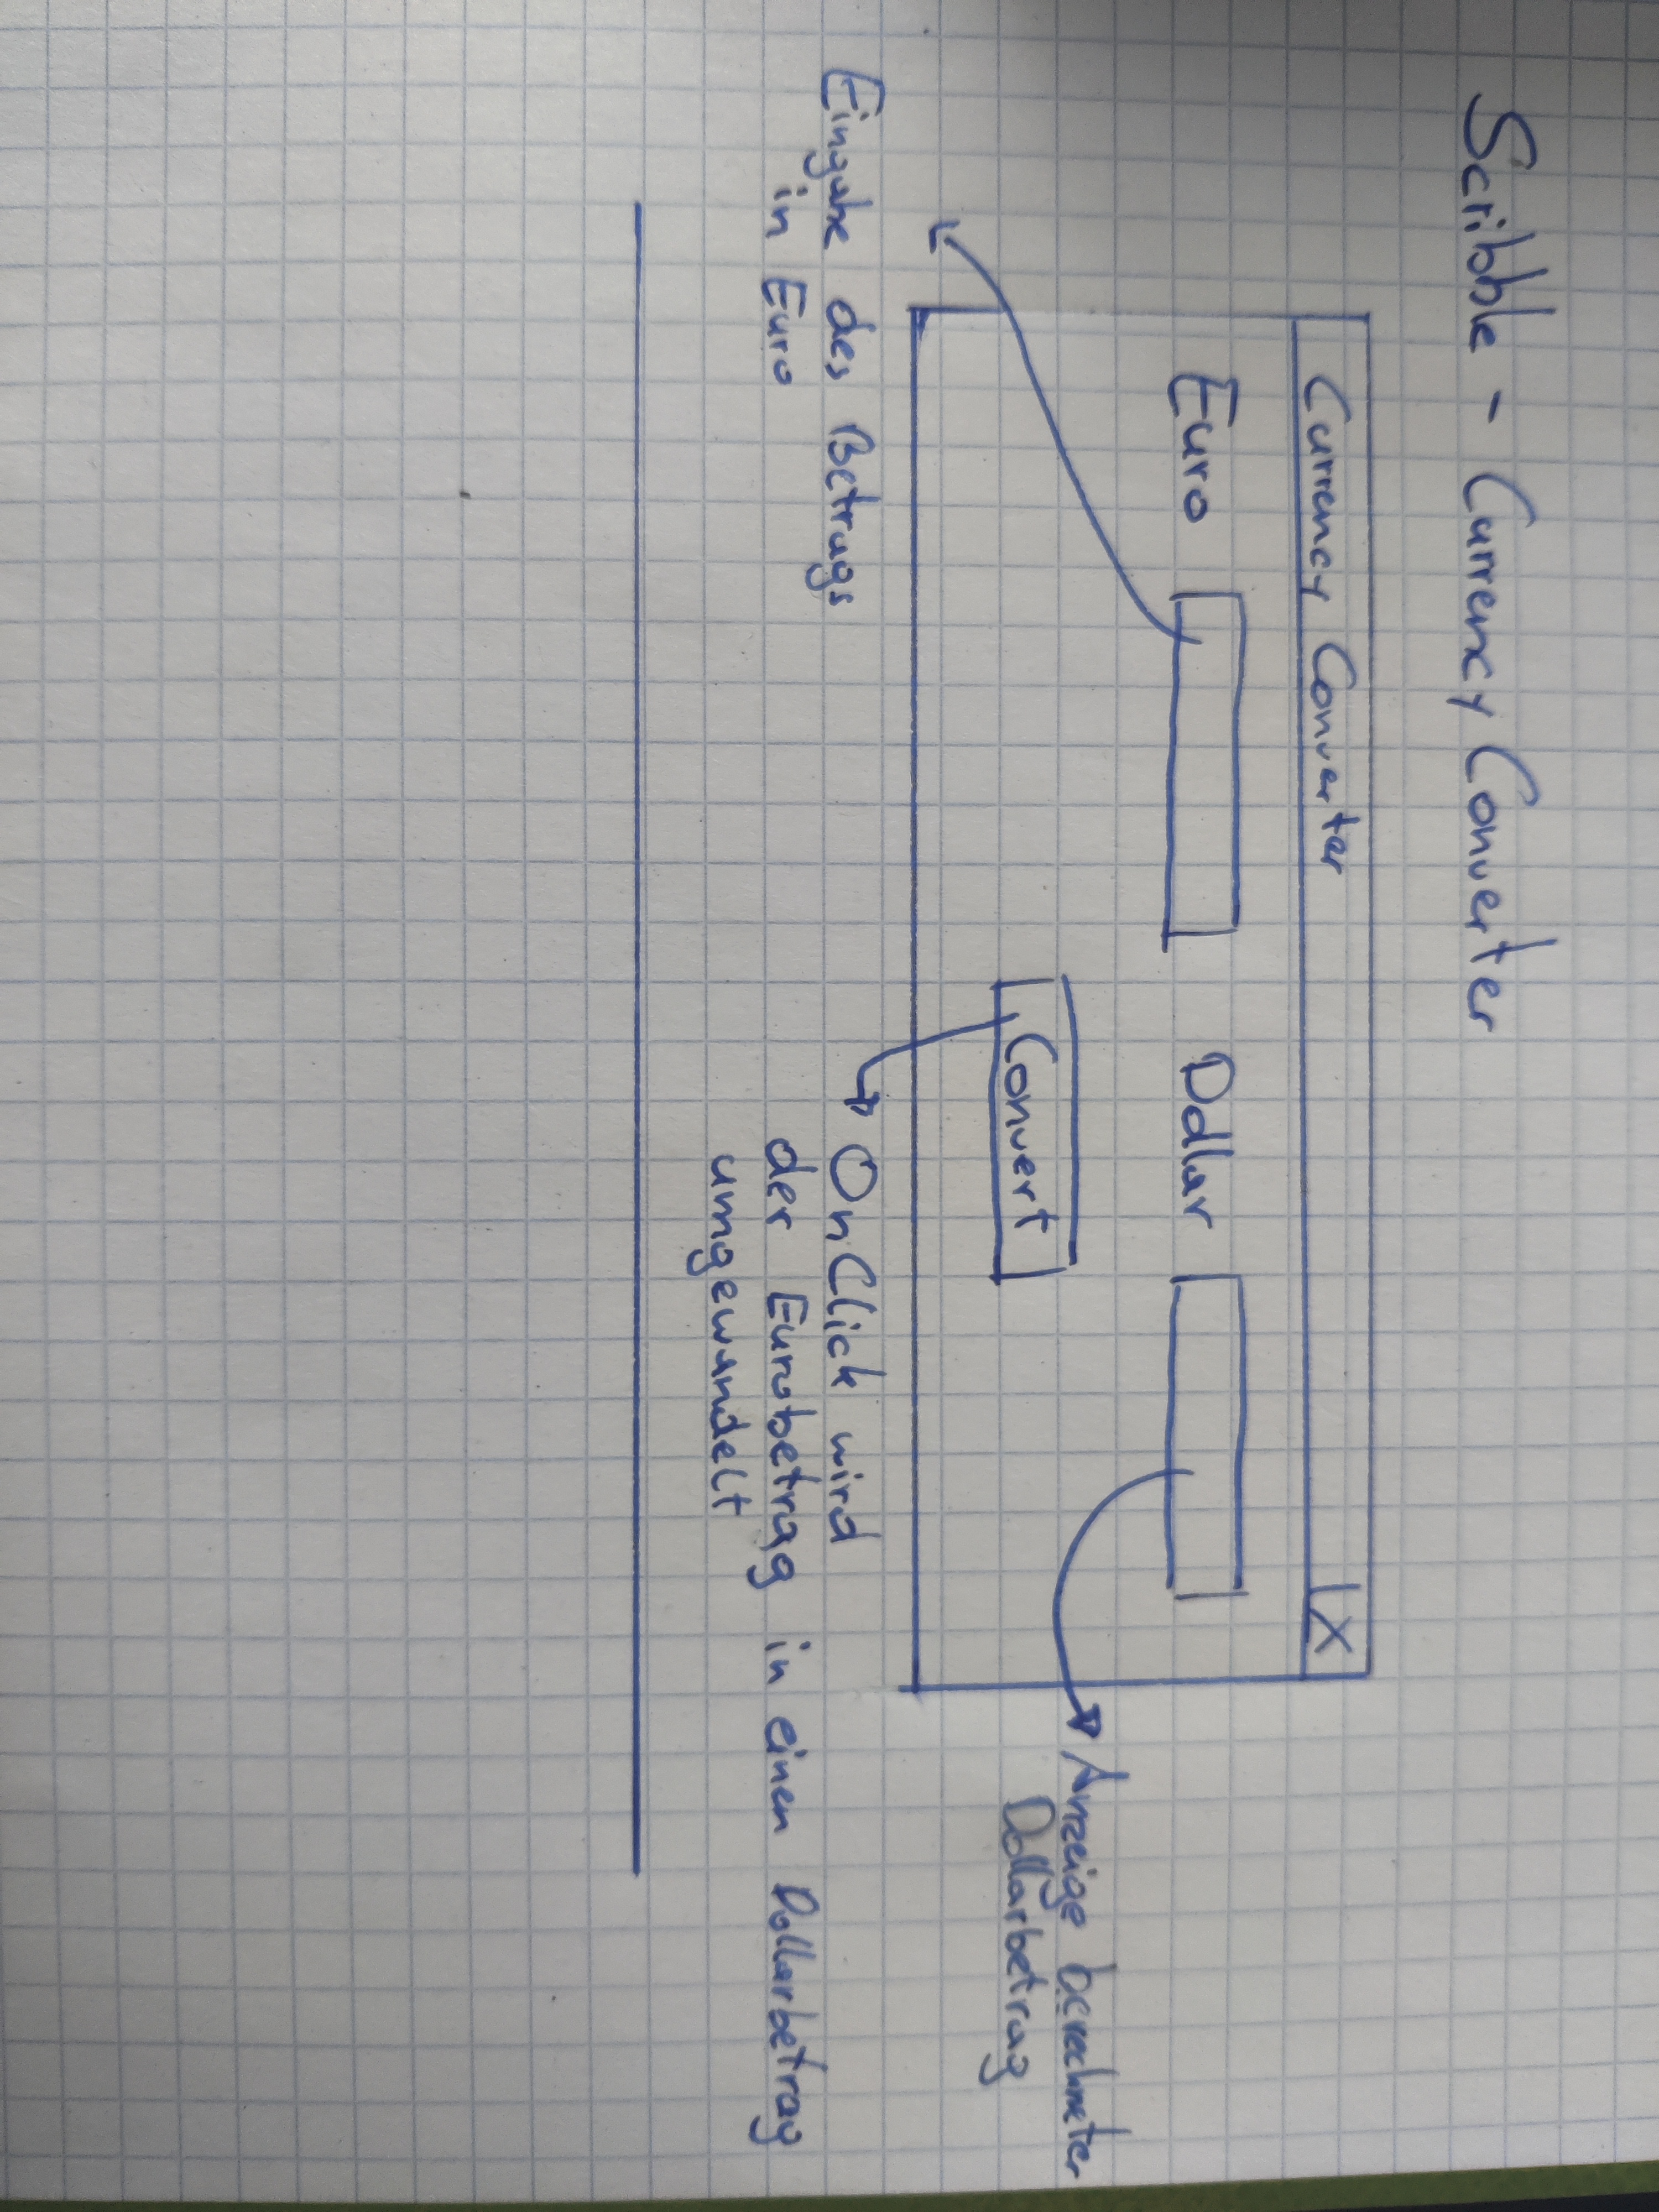 Scribble - Currency Converter
Currency Converter X
Euro Dollar
Convert
Anzeige berechneter
Dollarbetrag
Eingabe des Betrags
in Euro
OnClick wird
der Eurobetrag in einen Dollarbetrag
umgewandelt